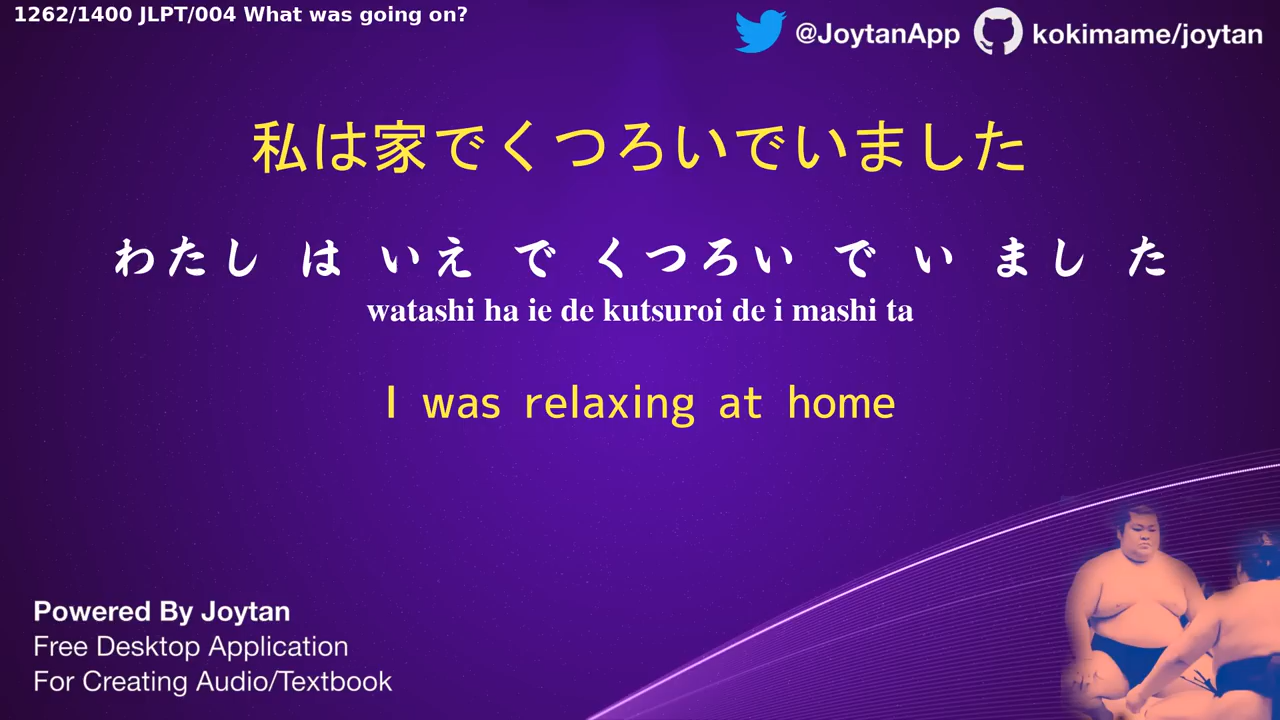 1262/1400 JLPT/004 What was going on?
@JoytanApp kokimame/joytan
私は家でくつろいでいました
わたし は いえ で くつろい で い まし た
watashi ha ie de kutsuroi de i mashi ta
I was relaxing at home
Powered By Joytan
Free Desktop Application
For Creating Audio/Textbook